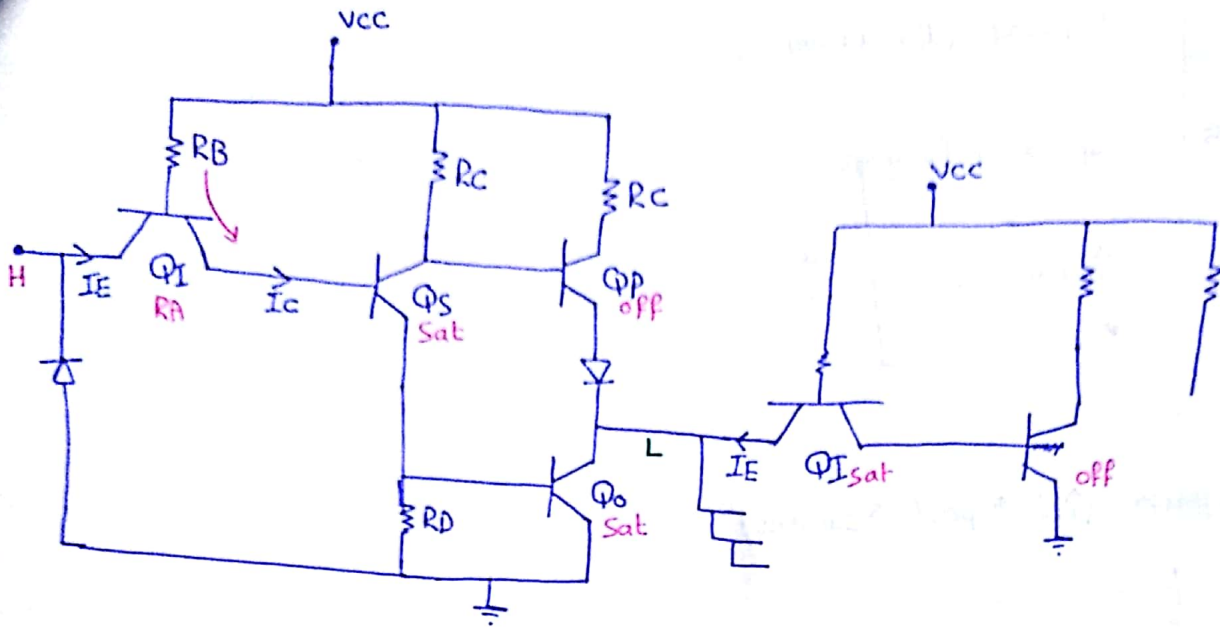 VCC
RB
RC
RC
VCC
H
IE
QI
RA
IC
QS
Sat
QP
off
L
IE
QI sat
off
RD
Qo
Sat